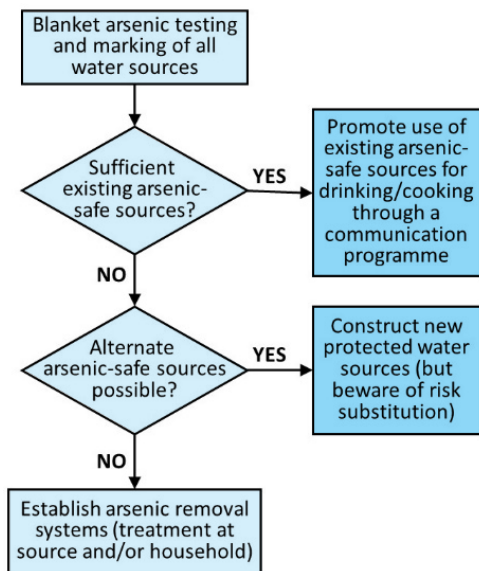 Blanket arsenic testing
and marking of all
water sources
Sufficient
existing arsenic-
safe sources?
YES
Promote use of
existing arsenic-
safe sources for
drinking/cooking
through a
communication
programme
NO
Alternate
arsenic-safe sources
possible?
YES
Construct new
protected water
sources (but
beware of risk
substitution)
NO
Establish arsenic removal
systems (treatment at
source and/or household)